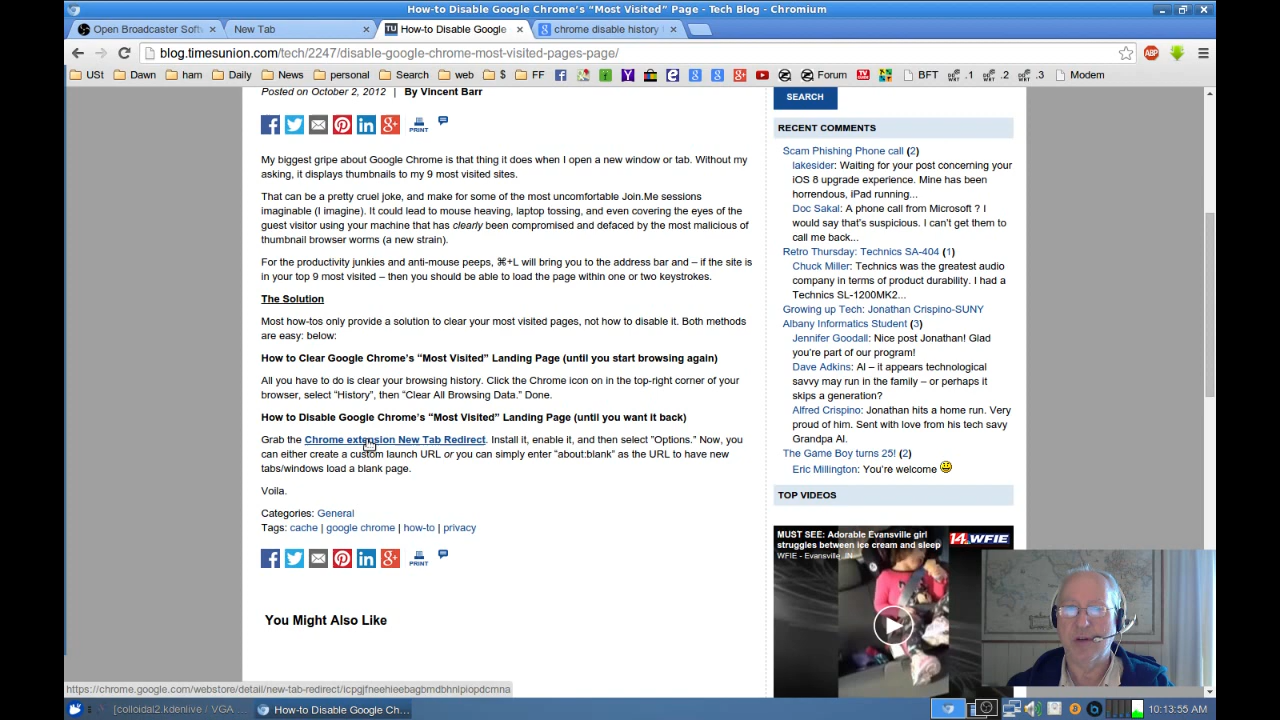 How-to Disable Google Chrome's “Most Visited” Page - Tech Blog - Chromium
Open Broadcaster Soft
New Tab
How-to Disable Google
chrome disable history
blog.timesunion.com/tech/2247/disable-google-chrome-most-visited-pages-page/
ABP
USt Dawn ham Daily News personal Search web $ FF Forum BFT .1 .2 .3 Modem
Posted on October 2, 2012 | By Vincent Barr
PRINT
My biggest gripe about Google Chrome is that thing it does when I open a new window or tab. Without my
asking, it displays thumbnails to my 9 most visited sites.
That can be a pretty cruel joke, and make for some of the most uncomfortable Join.Me sessions
imaginable (I imagine). It could lead to mouse heaving, laptop tossing, and even covering the eyes of the
guest visitor using your machine that has clearly been compromised and defaced by the most malicious of
thumbnail browser worms (a new strain).
For the productivity junkies and anti-mouse peeps, ⌘+L will bring you to the address bar and – if the site is
in your top 9 most visited – then you should be able to load the page within one or two keystrokes.
The Solution
Most how-tos only provide a solution to clear your most visited pages, not how to disable it. Both methods
are easy: below:
How to Clear Google Chrome's “Most Visited” Landing Page (until you start browsing again)
All you have to do is clear your browsing history. Click the Chrome icon on in the top-right corner of your
browser, select “History”, then “Clear All Browsing Data.” Done.
How to Disable Google Chrome's “Most Visited” Landing Page (until you want it back)
Grab the Chrome extension New Tab Redirect. Install it, enable it, and then select “Options.” Now, you
can either create a custom launch URL or you can simply enter “about:blank” as the URL to have new
tabs/windows load a blank page.
Voila.
Categories: General
Tags: cache | google chrome | how-to | privacy
PRINT
You Might Also Like
SEARCH
RECENT COMMENTS
Scam Phishing Phone call (2)
lakesider: Waiting for your post concerning your
iOS 8 upgrade experience. Mine has been
horrendous, iPad running...
Doc Sakal: A phone call from Microsoft ? I
would say that's suspicious. I can't get them to
call me back...
Retro Thursday: Technics SA-404 (1)
Chuck Miller: Technics was the greatest audio
company in terms of product durability. I had a
Technics SL-1200MK2...
Growing up Tech: Jonathan Crispino-SUNY
Albany Informatics Student (3)
Jennifer Goodall: Nice post Jonathan! Glad
you're part of our program!
Dave Adkins: Al – it appears technological
savvy may run in the family – or perhaps it
skips a generation?
Alfred Crispino: Jonathan hits a home run. Very
proud of him. Sent with love from his tech savy
Grandpa Al.
The Game Boy turns 25! (2)
Eric Millington: You're welcome
TOP VIDEOS
MUST SEE: Adorable Evansville girl
struggles between ice cream and sleep
WFIE - Evansville, IN
14 WFIE
https://chrome.google.com/webstore/detail/new-tab-redirect/icpgjfneehieebagbmdbhnlpiopdcmna
[colloidal2.kdenlive / VGA ...
How-to Disable Google Ch...
10:13:55 AM